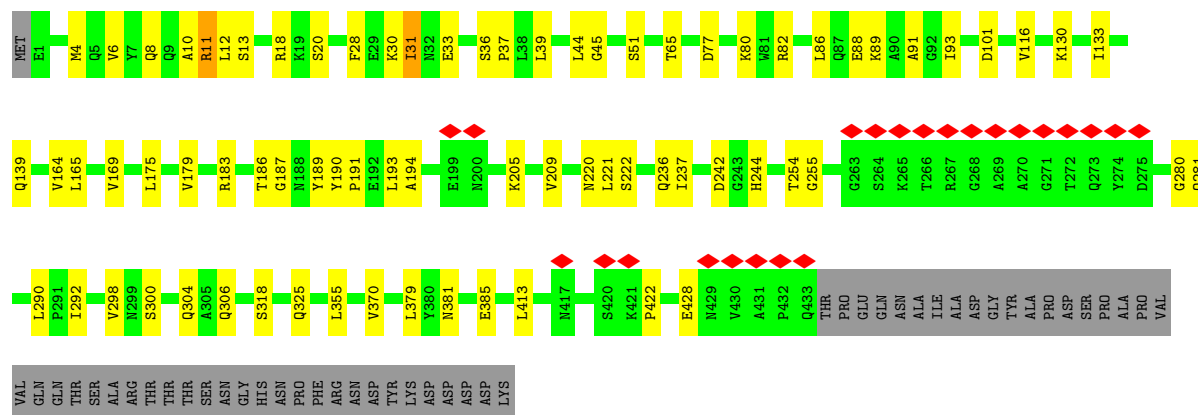 MET E1 M4 Q5 V6 Y7 Q8 Q9 A10 R11 L12 S13 R18 K19 S20 F28 E29 K30 I31 N32 E33 S36 P37 L38 L39 L44 G45 S51 T65 D77 K80 W81 R82 L86 Q87 E88 K89 A90 A91 G92 I93 D101 V116 K130 I133
Q139 V164 L165 V169 L175 V179 R183 T186 G187 N188 Y189 Y190 P191 E192 L193 A194 E199 N200 K205 V209 N220 L221 S222 Q236 I237 D242 G243 H244 T254 G255 G263 S264 K265 T266 R267 G268 A269 A270 G271 T272 Q273 Y274 D275 G280
L290 P291 I292 V298 N299 S300 Q304 A305 Q306 S318 Q325 L355 V370 L379 Y380 N381 E385 L413 N417 S420 K421 P422 E428 N429 V430 A431 P432 Q433 THR PRO GLU GLN ASN ALA ILE ALA ASP GLY TYR ALA PRO ASP SER PRO ALA PRO VAL
VAL GLN GLN THR SER ALA ARG THR THR THR SER ASN GLY HIS ASN PRO PHE ARG ASN ASP TYR LYS ASP ASP ASP ASP LYS